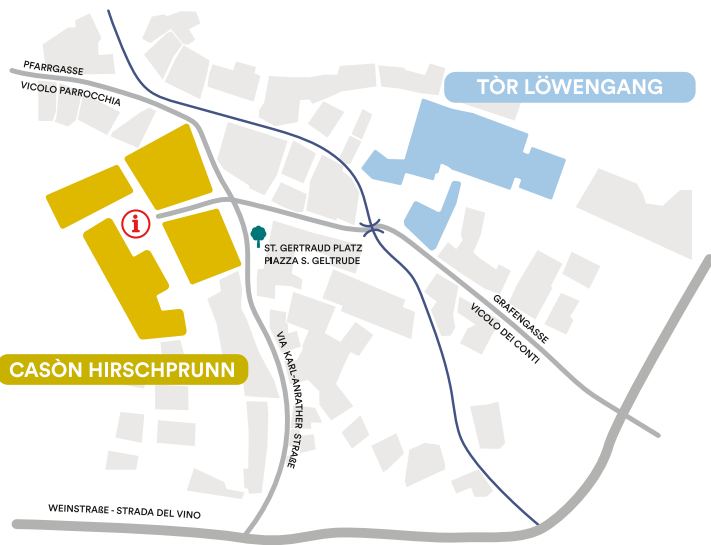 PFARRGASSE
VICOLO PARROCCHIA
TÒR LÖWENGANG
i
ST. GERTRAUD PLATZ
PIAZZA S. GELTRUDE
GRAFENGASSE
VICOLO DEI CONTI
CASÒN HIRSCHPRUNN
VIA KARL-ANRATHER STRAßE
WEINSTRAßE - STRADA DEL VINO